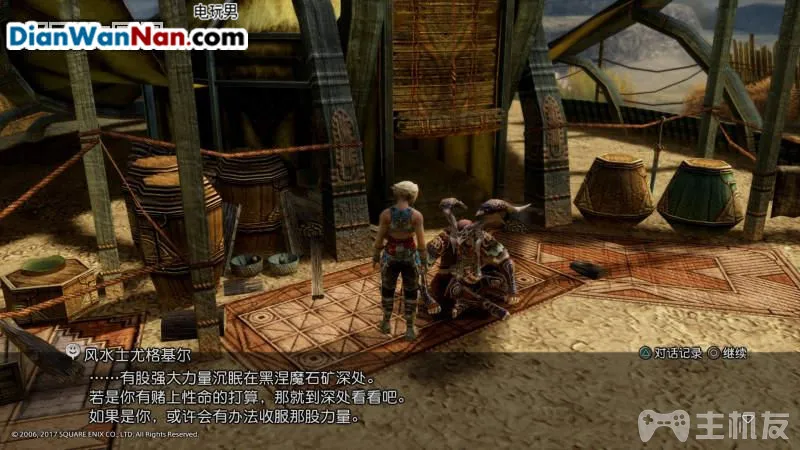 电玩男
DianWanNan.com
风水士尤格基尔
对话记录 继续
……有股强大力量沉眠在黑涅魔石矿深处。
若是你有赌上性命的打算，那就到深处看看吧。
如果是你，或许会有办法收服那股力量。
© 2006, 2017 SQUARE ENIX CO., LTD. All Rights Reserved.
主机友